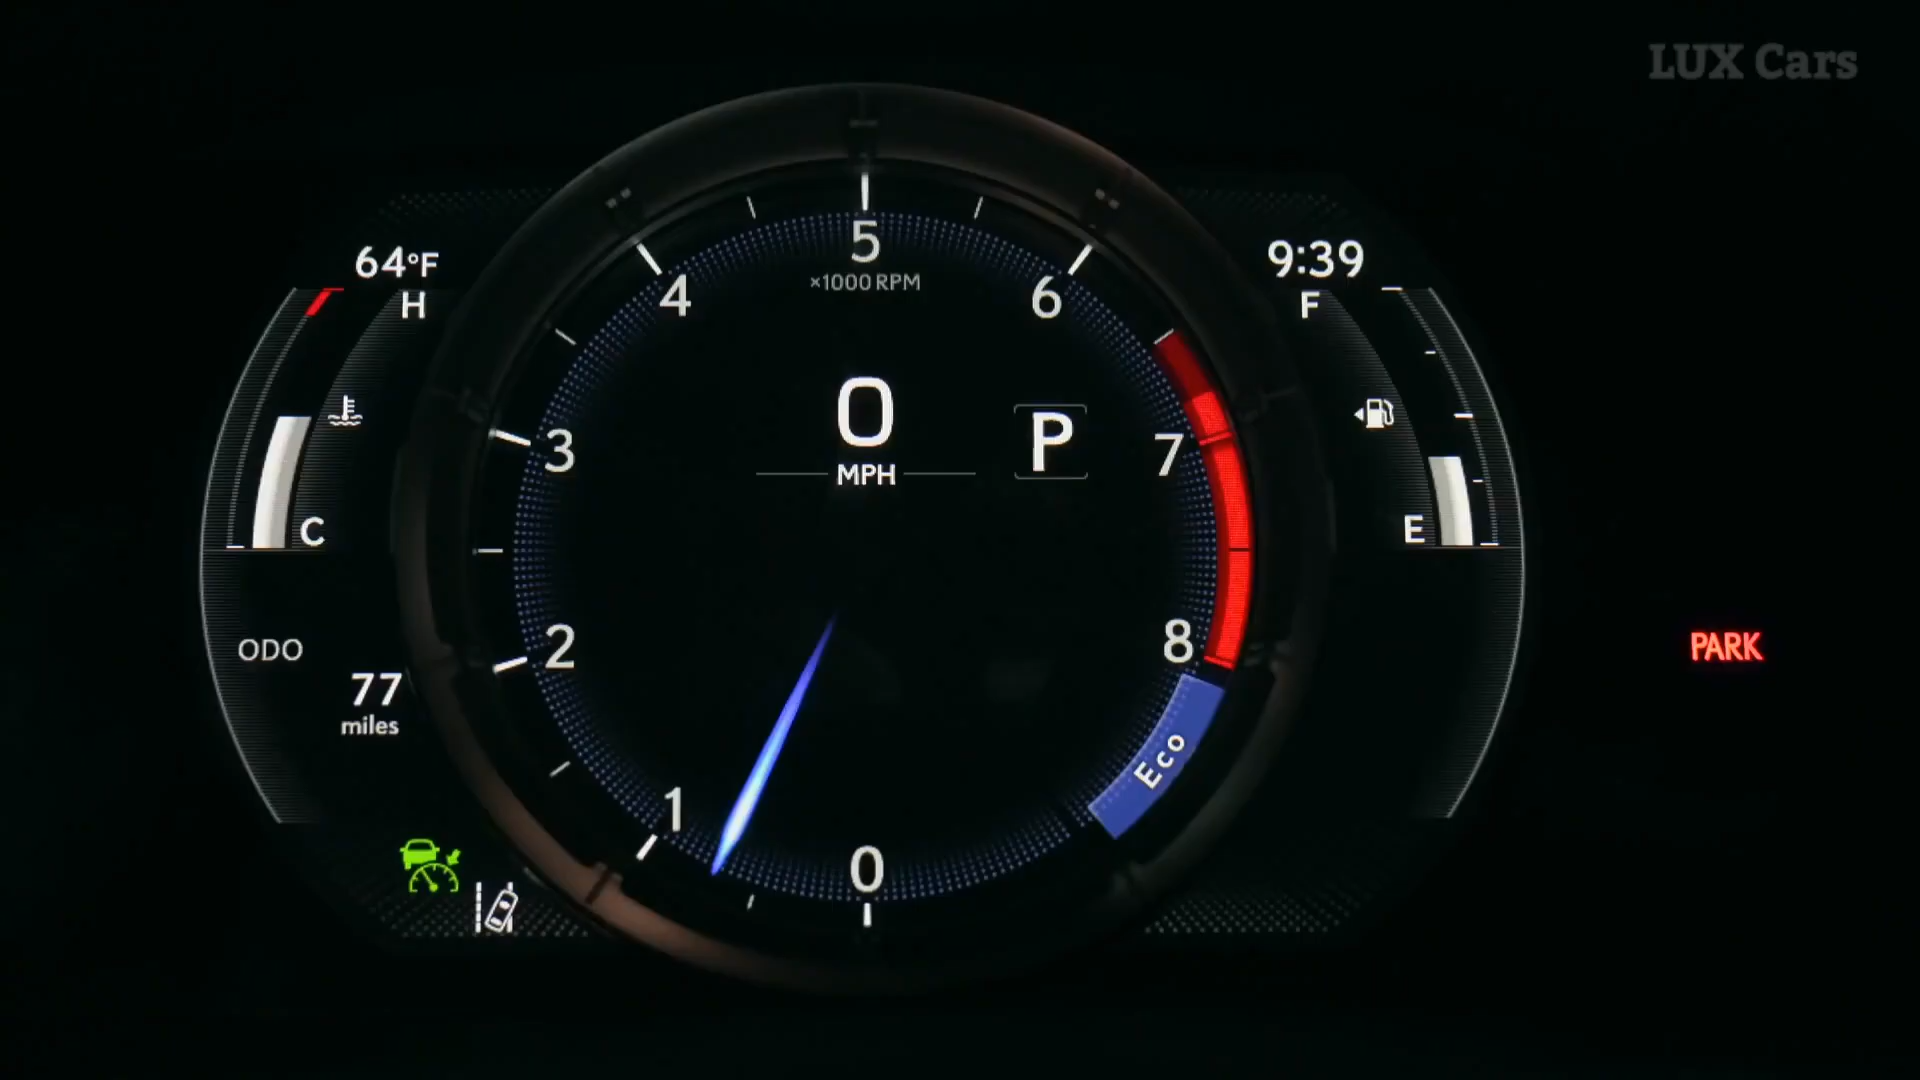 LUX Cars
64°F
9:39
H
F
C
E
5
×1000 RPM
4
6
3
7
2
8
1
0
0
MPH
P
ODO
77
miles
Eco
PARK